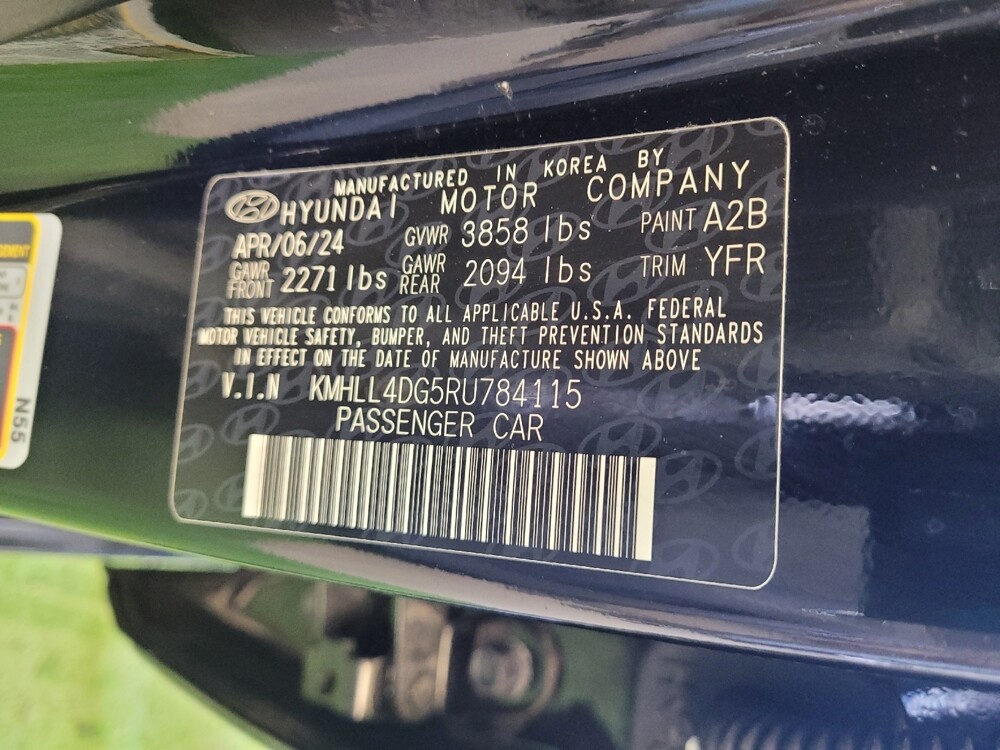 MANUFACTURED IN KOREA BY
HYUNDAI MOTOR COMPANY
APR/06/24 GVWR 3858 lbs PAINT A2B
GAWR FRONT 2271 lbs GAWR REAR 2094 lbs TRIM YFR
THIS VEHICLE CONFORMS TO ALL APPLICABLE U.S.A. FEDERAL
MOTOR VEHICLE SAFETY, BUMPER, AND THEFT PREVENTION STANDARDS
IN EFFECT ON THE DATE OF MANUFACTURE SHOWN ABOVE
V.I.N KMHLL4DG5RU784115
PASSENGER CAR
N55